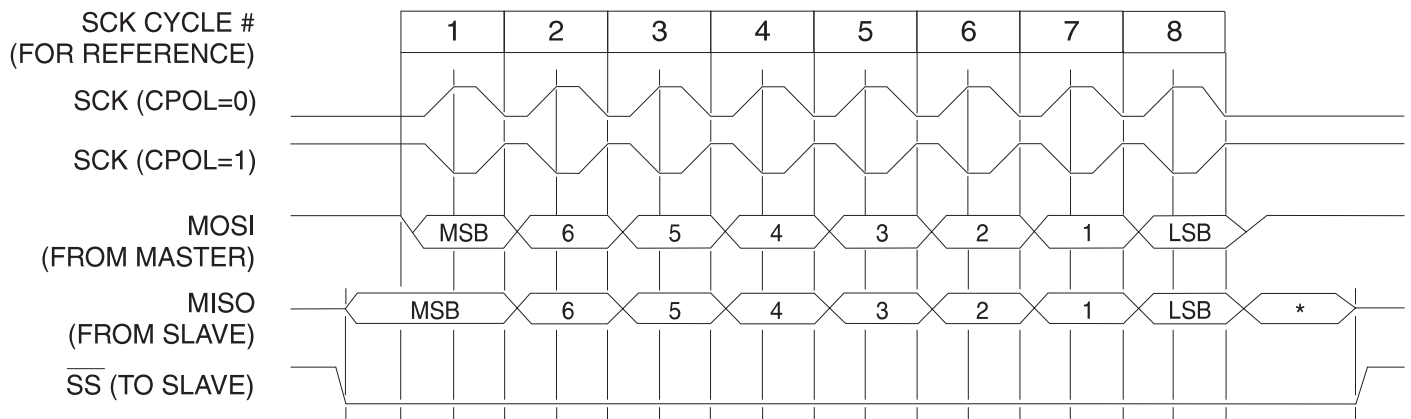 SCK CYCLE #
(FOR REFERENCE)
1 2 3 4 5 6 7 8
SCK (CPOL=0)
SCK (CPOL=1)
MOSI
(FROM MASTER)
MSB 6 5 4 3 2 1 LSB
MISO
(FROM SLAVE)
MSB 6 5 4 3 2 1 LSB *
SS (TO SLAVE)